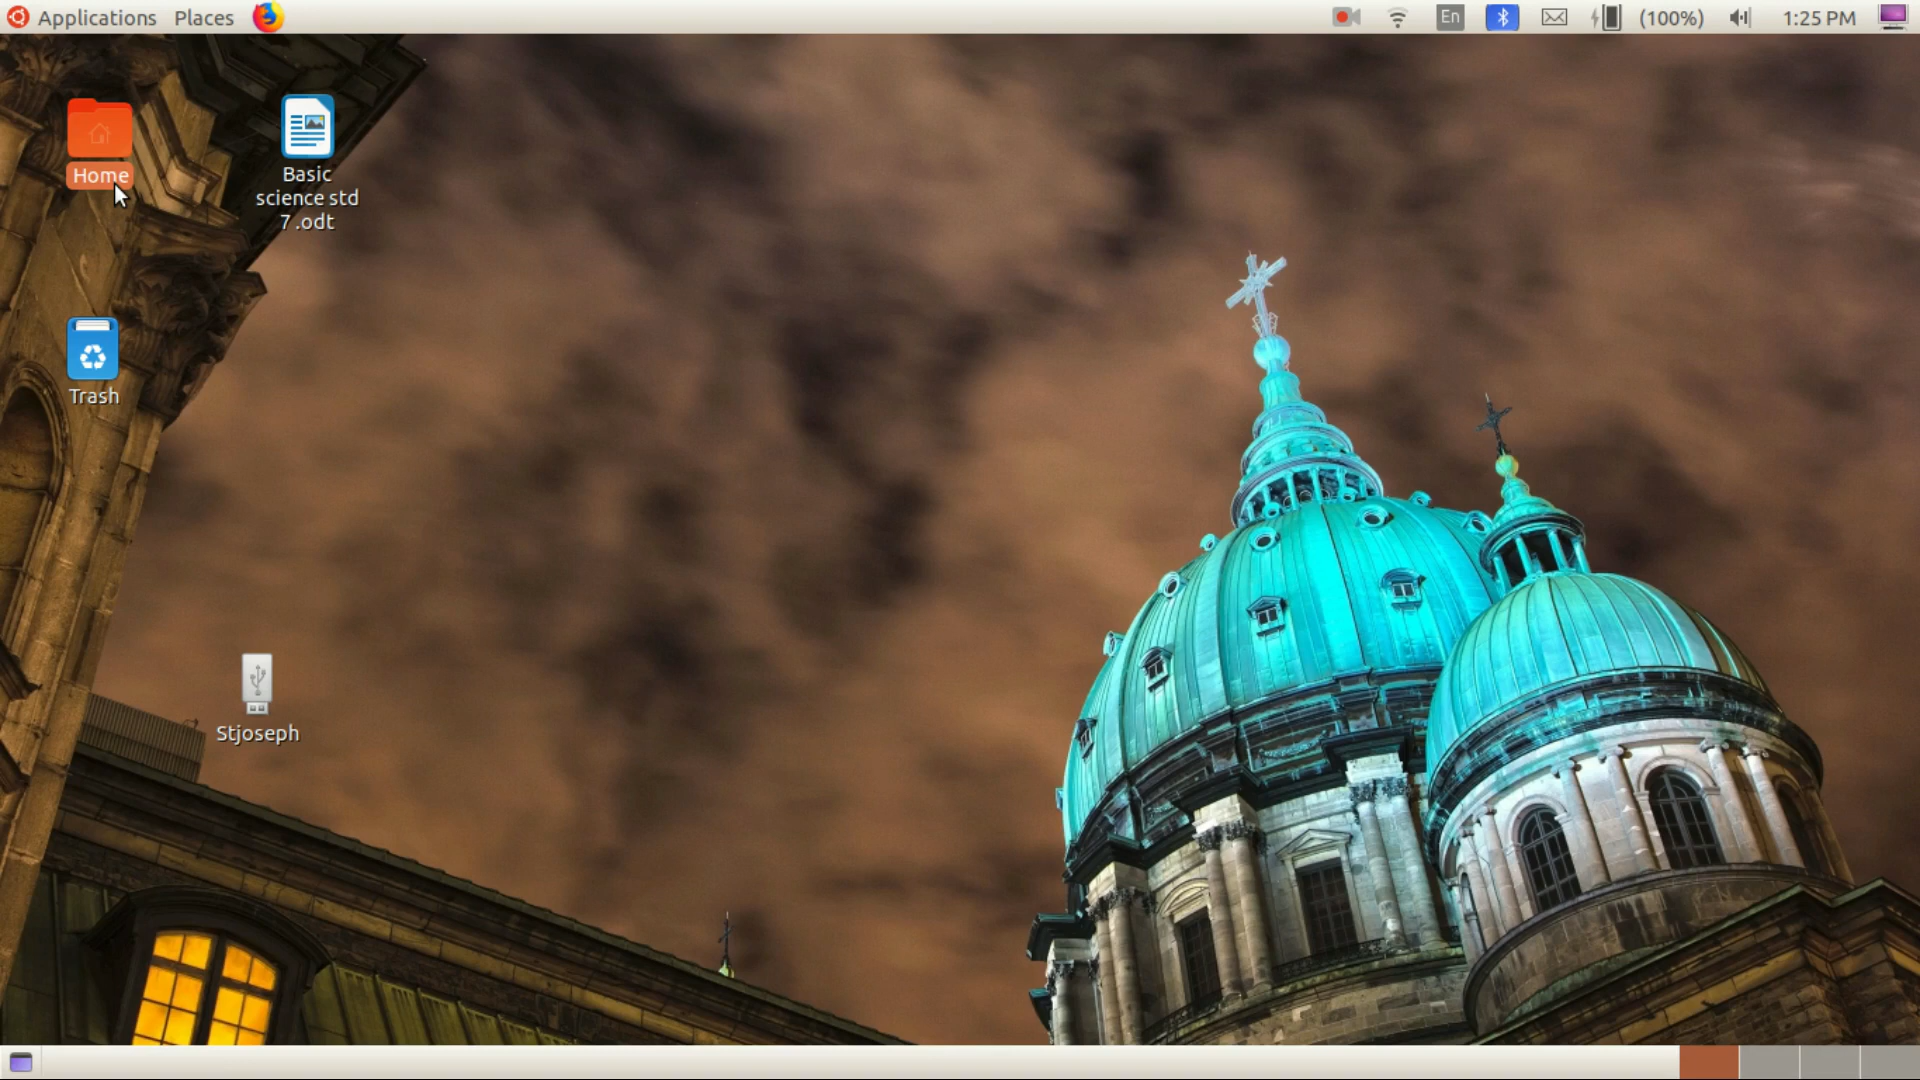 Applications Places
En (100%) 1:25 PM
Home
Basic
science std
7 .odt
Trash
Stjoseph